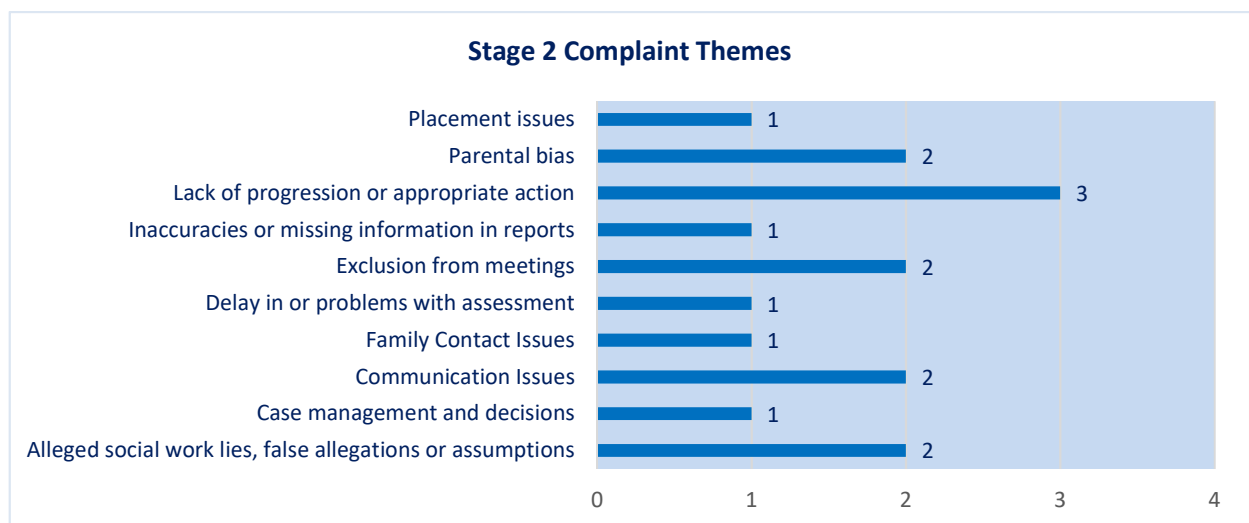 Stage 2 Complaint Themes
Placement issues 1
Parental bias 2
Lack of progression or appropriate action 3
Inaccuracies or missing information in reports 1
Exclusion from meetings 2
Delay in or problems with assessment 1
Family Contact Issues 1
Communication Issues 2
Case management and decisions 1
Alleged social work lies, false allegations or assumptions 2
0 1 2 3 4